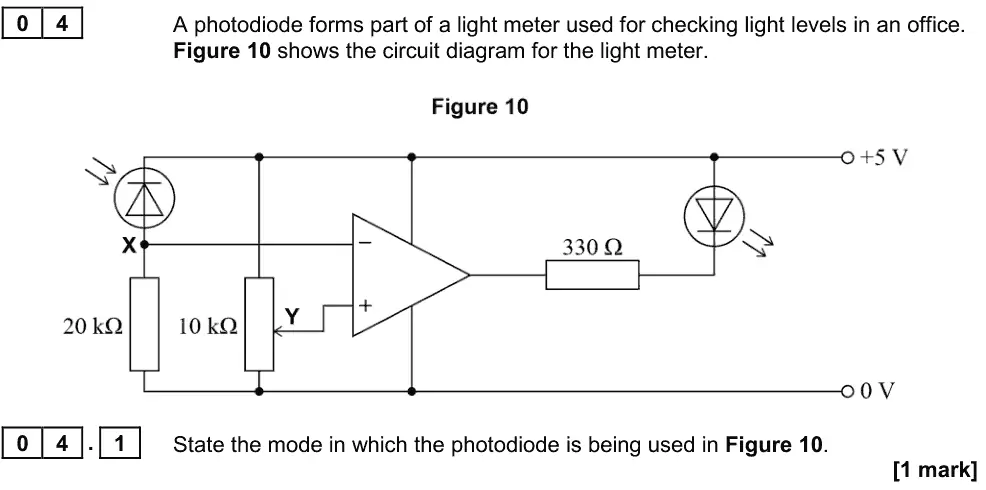 0 4 A photodiode forms part of a light meter used for checking light levels in an office.
Figure 10 shows the circuit diagram for the light meter.
Figure 10
+5 V
X
−
330 Ω
+
Y
20 kΩ
10 kΩ
0 V
0 4 . 1 State the mode in which the photodiode is being used in Figure 10.
[1 mark]